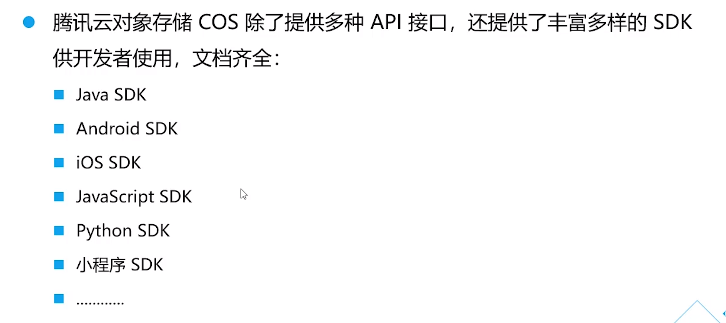 腾讯云对象存储 COS 除了提供多种 API 接口，还提供了丰富多样的 SDK
供开发者使用，文档齐全：
Java SDK
Android SDK
iOS SDK
JavaScript SDK
Python SDK
小程序 SDK
............